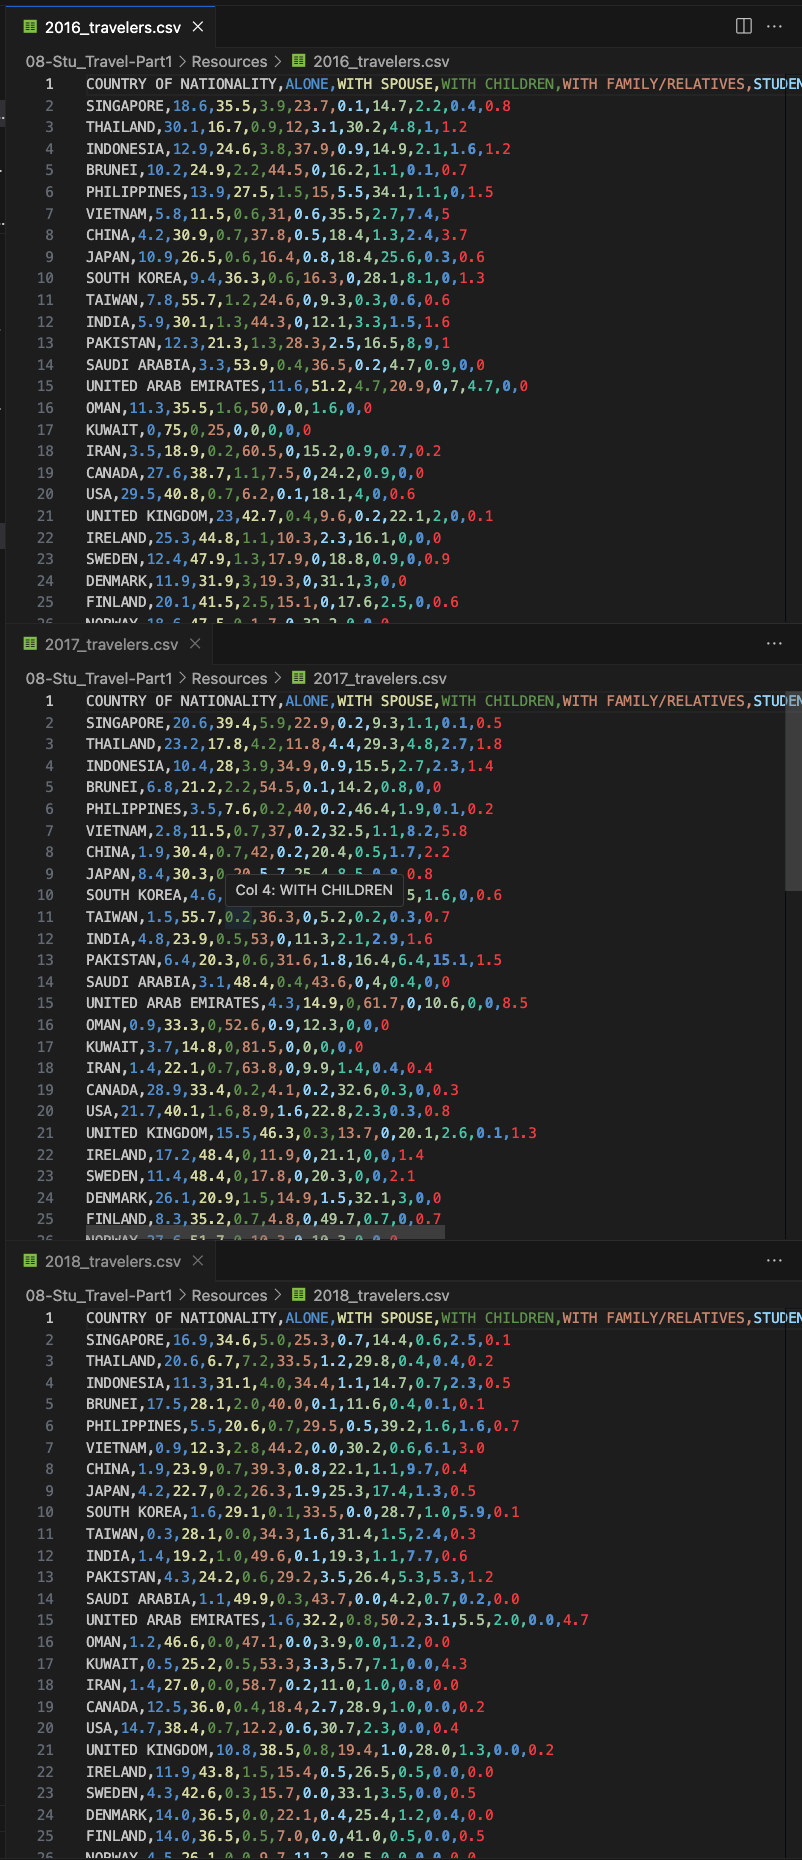 2016_travelers.csv
08-Stu_Travel-Part1 > Resources > 2016_travelers.csv
1 COUNTRY OF NATIONALITY,ALONE,WITH SPOUSE,WITH CHILDREN,WITH FAMILY/RELATIVES,STUDEN
2 SINGAPORE,18.6,35.5,3.9,23.7,0.1,14.7,2.2,0.4,0.8
3 THAILAND,30.1,16.7,0.9,12,3.1,30.2,4.8,1,1.2
4 INDONESIA,12.9,24.6,3.8,37.9,0.9,14.9,2.1,1.6,1.2
5 BRUNEI,10.2,24.9,2.2,44.5,0,16.2,1.1,0.1,0.7
6 PHILIPPINES,13.9,27.5,1.5,15,5.5,34.1,1.1,0,1.5
7 VIETNAM,5.8,11.5,0.6,31,0.6,35.5,2.7,7.4,5
8 CHINA,4.2,30.9,0.7,37.8,0.5,18.4,1.3,2.4,3.7
9 JAPAN,10.9,26.5,0.6,16.4,0.8,18.4,25.6,0.3,0.6
10 SOUTH KOREA,9.4,36.3,0.6,16.3,0,28.1,8.1,0,1.3
11 TAIWAN,7.8,55.7,1.2,24.6,0,9.3,0.3,0.6,0.6
12 INDIA,5.9,30.1,1.3,44.3,0,12.1,3.3,1.5,1.6
13 PAKISTAN,12.3,21.3,1.3,28.3,2.5,16.5,8,9,1
14 SAUDI ARABIA,3.3,53.9,0.4,36.5,0.2,4.7,0.9,0,0
15 UNITED ARAB EMIRATES,11.6,51.2,4.7,20.9,0,7,4.7,0,0
16 OMAN,11.3,35.5,1.6,50,0,0,1.6,0,0
17 KUWAIT,0,75,0,25,0,0,0,0,0
18 IRAN,3.5,18.9,0.2,60.5,0,15.2,0.9,0.7,0.2
19 CANADA,27.6,38.7,1.1,7.5,0,24.2,0.9,0,0
20 USA,29.5,40.8,0.7,6.2,0.1,18.1,4,0,0.6
21 UNITED KINGDOM,23,42.7,0.4,9.6,0.2,22.1,2,0,0.1
22 IRELAND,25.3,44.8,1.1,10.3,2.3,16.1,0,0,0
23 SWEDEN,12.4,47.9,1.3,17.9,0,18.8,0.9,0,0.9
24 DENMARK,11.9,31.9,3,19.3,0,31.1,3,0,0
25 FINLAND,20.1,41.5,2.5,15.1,0,17.6,2.5,0,0.6
2017_travelers.csv
08-Stu_Travel-Part1 > Resources > 2017_travelers.csv
1 COUNTRY OF NATIONALITY,ALONE,WITH SPOUSE,WITH CHILDREN,WITH FAMILY/RELATIVES,STUDEN
2 SINGAPORE,20.6,39.4,5.9,22.9,0.2,9.3,1.1,0.1,0.5
3 THAILAND,23.2,17.8,4.2,11.8,4.4,29.3,4.8,2.7,1.8
4 INDONESIA,10.4,28,3.9,34.9,0.9,15.5,2.7,2.3,1.4
5 BRUNEI,6.8,21.2,2.2,54.5,0.1,14.2,0.8,0,0
6 PHILIPPINES,3.5,7.6,0.2,40,0.2,46.4,1.9,0.1,0.2
7 VIETNAM,2.8,11.5,0.7,37,0.2,32.5,1.1,8.2,5.8
8 CHINA,1.9,30.4,0.7,42,0.2,20.4,0.5,1.7,2.2
9 JAPAN,8.4,30.3,0 0.8
Col 4: WITH CHILDREN
10 SOUTH KOREA,4.6, 5,1.6,0,0.6
11 TAIWAN,1.5,55.7,0.2,36.3,0,5.2,0.2,0.3,0.7
12 INDIA,4.8,23.9,0.5,53,0,11.3,2.1,2.9,1.6
13 PAKISTAN,6.4,20.3,0.6,31.6,1.8,16.4,6.4,15.1,1.5
14 SAUDI ARABIA,3.1,48.4,0.4,43.6,0,4,0.4,0,0
15 UNITED ARAB EMIRATES,4.3,14.9,0,61.7,0,10.6,0,0,8.5
16 OMAN,0.9,33.3,0,52.6,0.9,12.3,0,0,0
17 KUWAIT,3.7,14.8,0,81.5,0,0,0,0,0
18 IRAN,1.4,22.1,0.7,63.8,0,9.9,1.4,0.4,0.4
19 CANADA,28.9,33.4,0.2,4.1,0.2,32.6,0.3,0,0.3
20 USA,21.7,40.1,1.6,8.9,1.6,22.8,2.3,0.3,0.8
21 UNITED KINGDOM,15.5,46.3,0.3,13.7,0,20.1,2.6,0.1,1.3
22 IRELAND,17.2,48.4,0,11.9,0,21.1,0,0,1.4
23 SWEDEN,11.4,48.4,0,17.8,0,20.3,0,0,2.1
24 DENMARK,26.1,20.9,1.5,14.9,1.5,32.1,3,0,0
25 FINLAND,8.3,35.2,0.7,4.8,0,49.7,0.7,0,0.7
2018_travelers.csv
08-Stu_Travel-Part1 > Resources > 2018_travelers.csv
1 COUNTRY OF NATIONALITY,ALONE,WITH SPOUSE,WITH CHILDREN,WITH FAMILY/RELATIVES,STUDEN
2 SINGAPORE,16.9,34.6,5.0,25.3,0.7,14.4,0.6,2.5,0.1
3 THAILAND,20.6,6.7,7.2,33.5,1.2,29.8,0.4,0.4,0.2
4 INDONESIA,11.3,31.1,4.0,34.4,1.1,14.7,0.7,2.3,0.5
5 BRUNEI,17.5,28.1,2.0,40.0,0.1,11.6,0.4,0.1,0.1
6 PHILIPPINES,5.5,20.6,0.7,29.5,0.5,39.2,1.6,1.6,0.7
7 VIETNAM,0.9,12.3,2.8,44.2,0.0,30.2,0.6,6.1,3.0
8 CHINA,1.9,23.9,0.7,39.3,0.8,22.1,1.1,9.7,0.4
9 JAPAN,4.2,22.7,0.2,26.3,1.9,25.3,17.4,1.3,0.5
10 SOUTH KOREA,1.6,29.1,0.1,33.5,0.0,28.7,1.0,5.9,0.1
11 TAIWAN,0.3,28.1,0.0,34.3,1.6,31.4,1.5,2.4,0.3
12 INDIA,1.4,19.2,1.0,49.6,0.1,19.3,1.1,7.7,0.6
13 PAKISTAN,4.3,24.2,0.6,29.2,3.5,26.4,5.3,5.3,1.2
14 SAUDI ARABIA,1.1,49.9,0.3,43.7,0.0,4.2,0.7,0.2,0.0
15 UNITED ARAB EMIRATES,1.6,32.2,0.8,50.2,3.1,5.5,2.0,0.0,4.7
16 OMAN,1.2,46.6,0.0,47.1,0.0,3.9,0.0,1.2,0.0
17 KUWAIT,0.5,25.2,0.5,53.3,3.3,5.7,7.1,0.0,4.3
18 IRAN,1.4,27.0,0.0,58.7,0.2,11.0,1.0,0.8,0.0
19 CANADA,12.5,36.0,0.4,18.4,2.7,28.9,1.0,0.0,0.2
20 USA,14.7,38.4,0.7,12.2,0.6,30.7,2.3,0.0,0.4
21 UNITED KINGDOM,10.8,38.5,0.8,19.4,1.0,28.0,1.3,0.0,0.2
22 IRELAND,11.9,43.8,1.5,15.4,0.5,26.5,0.5,0.0,0.0
23 SWEDEN,4.3,42.6,0.3,15.7,0.0,33.1,3.5,0.0,0.5
24 DENMARK,14.0,36.5,0.0,22.1,0.4,25.4,1.2,0.4,0.0
25 FINLAND,14.0,36.5,0.5,7.0,0.0,41.0,0.5,0.0,0.5